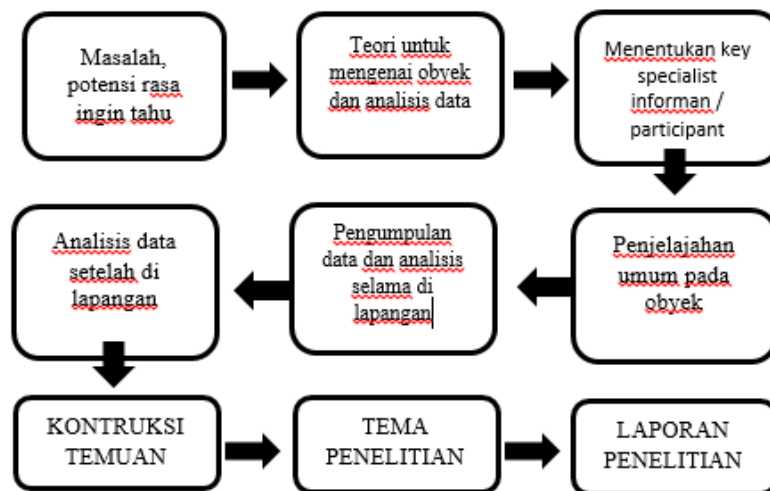 Masalah,
potensi rasa
ingin tahu
Teori untuk
mengenai obyek
dan analisis data
Menentukan key
specialist
informan /
participant
Penjelajahan
umum pada
obyek
Pengumpulan
data dan analisis
selama di
lapangan
Analisis data
setelah di
lapangan
KONTRUKSI
TEMUAN
TEMA
PENELITIAN
LAPORAN
PENELITIAN